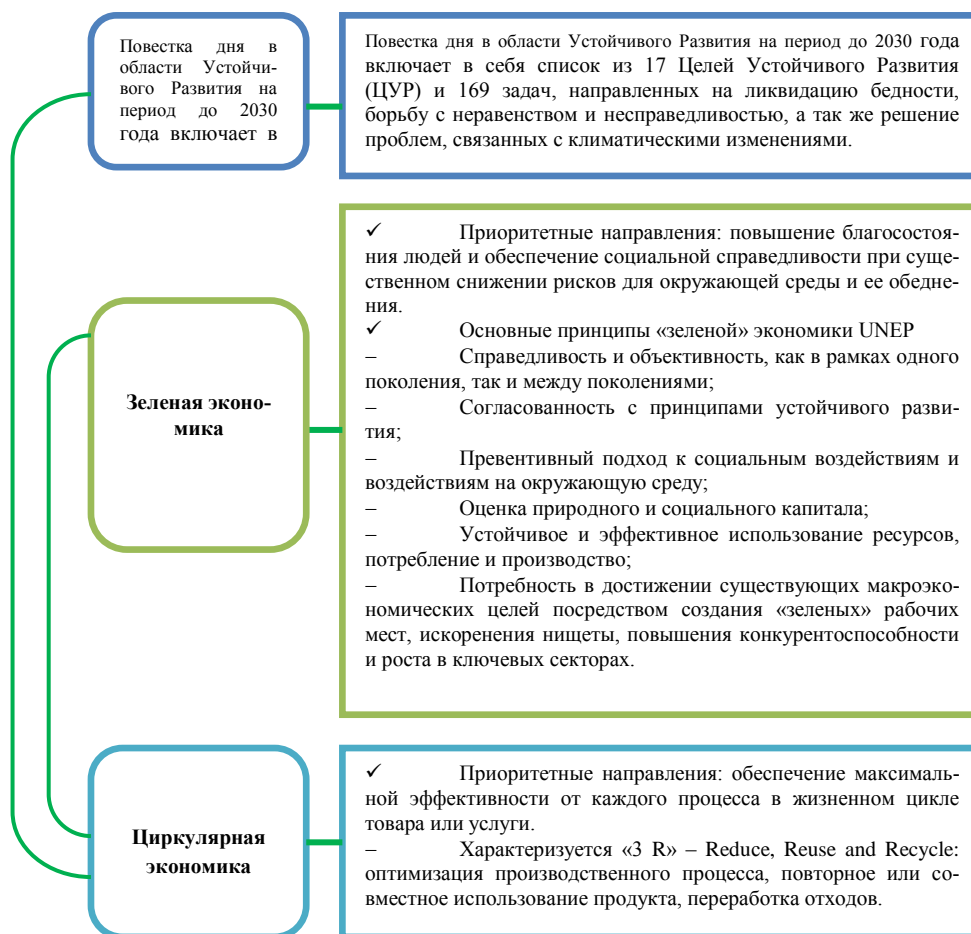 Повестка дня в
области Устойчи-
вого Развития на
период до 2030
года включает в
Повестка дня в области Устойчивого Развития на период до 2030 года
включает в себя список из 17 Целей Устойчивого Развития
(ЦУР) и 169 задач, направленных на ликвидацию бедности,
борьбу с неравенством и несправедливостью, а так же решение
проблем, связанных с климатическими изменениями.
Зеленая эконо-
мика
✓ Приоритетные направления: повышение благосостоя-
ния людей и обеспечение социальной справедливости при суще-
ственном снижении рисков для окружающей среды и ее обедне-
ния.
✓ Основные принципы «зеленой» экономики UNEP
– Справедливость и объективность, как в рамках одного
поколения, так и между поколениями;
– Согласованность с принципами устойчивого разви-
тия;
– Превентивный подход к социальным воздействиям и
воздействиям на окружающую среду;
– Оценка природного и социального капитала;
– Устойчивое и эффективное использование ресурсов,
потребление и производство;
– Потребность в достижении существующих макроэко-
номических целей посредством создания «зеленых» рабочих
мест, искоренения нищеты, повышения конкурентоспособности
и роста в ключевых секторах.
Циркулярная
экономика
✓ Приоритетные направления: обеспечение максималь-
ной эффективности от каждого процесса в жизненном цикле
товара или услуги.
– Характеризуется «3 R» – Reduce, Reuse and Recycle:
оптимизация производственного процесса, повторное или со-
вместное использование продукта, переработка отходов.